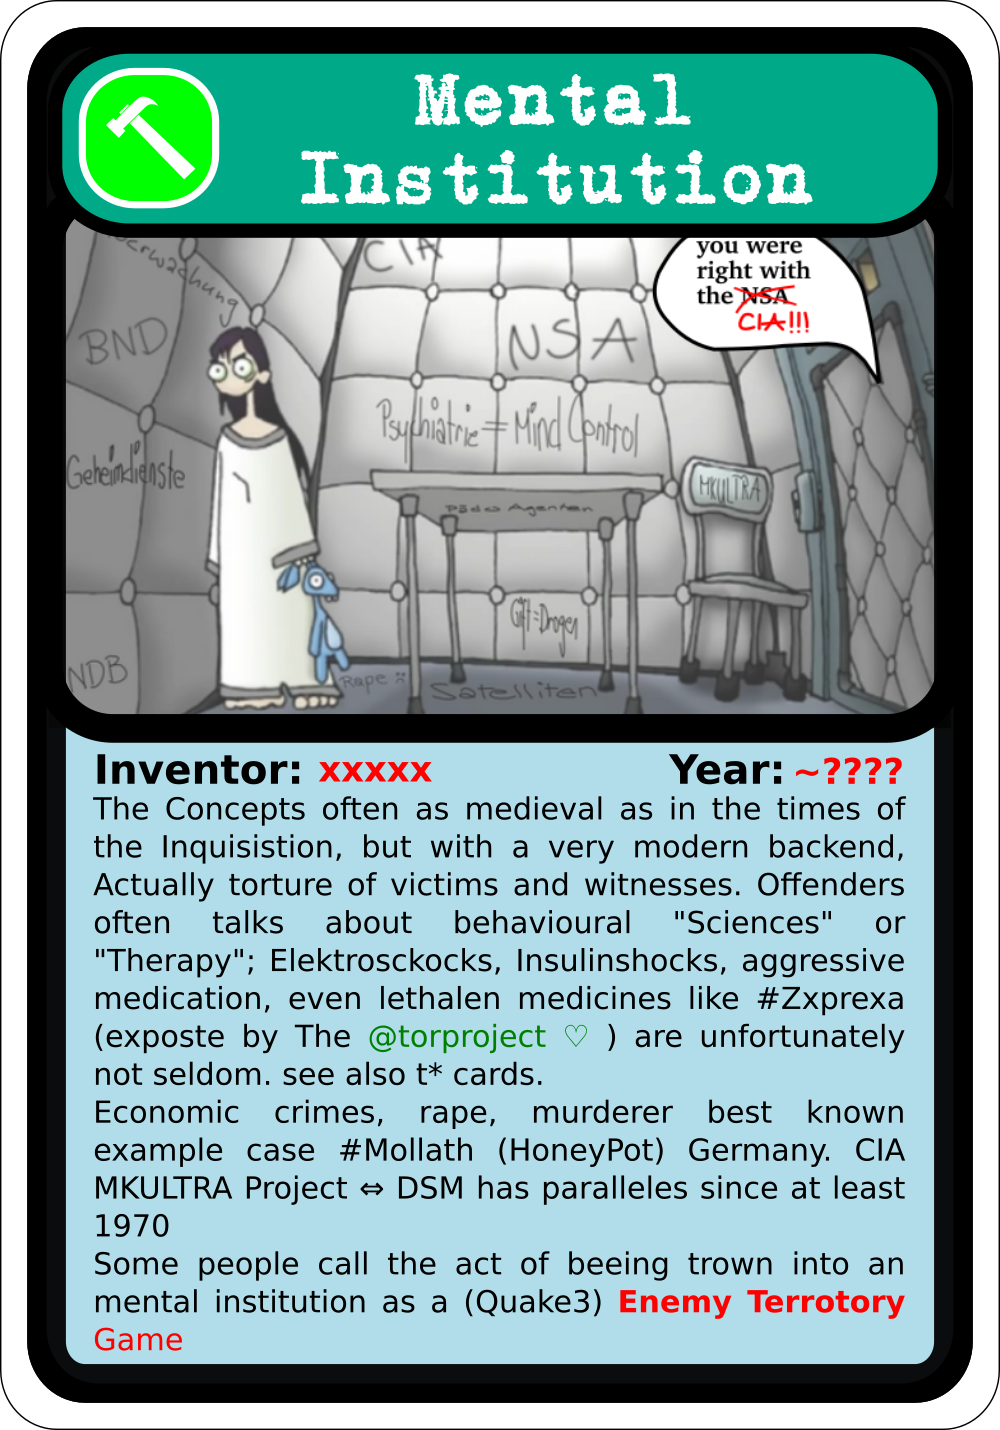 Mental
Institution
CIA
you were
right with
the NSA
CIA!!!
BND
NSA
Psychiatrie = Mind Control
Geheimdienste
MKULTRA
Pädo Agenten
Gift=Drogen
NDB
Rape :(
Satelliten
Inventor: xxxxx Year: ~????
The Concepts often as medieval as in the times of
the Inquisistion, but with a very modern backend,
Actually torture of victims and witnesses. Offenders
often talks about behavioural "Sciences" or
"Therapy"; Elektrosckocks, Insulinshocks, aggressive
medication, even lethalen medicines like #Zxprexa
(exposte by The @torproject ♡ ) are unfortunately
not seldom. see also t* cards.
Economic crimes, rape, murderer best known
example case #Mollath (HoneyPot) Germany. CIA
MKULTRA Project ⇔ DSM has paralleles since at least
1970
Some people call the act of beeing trown into an
mental institution as a (Quake3) Enemy Terrotory
Game